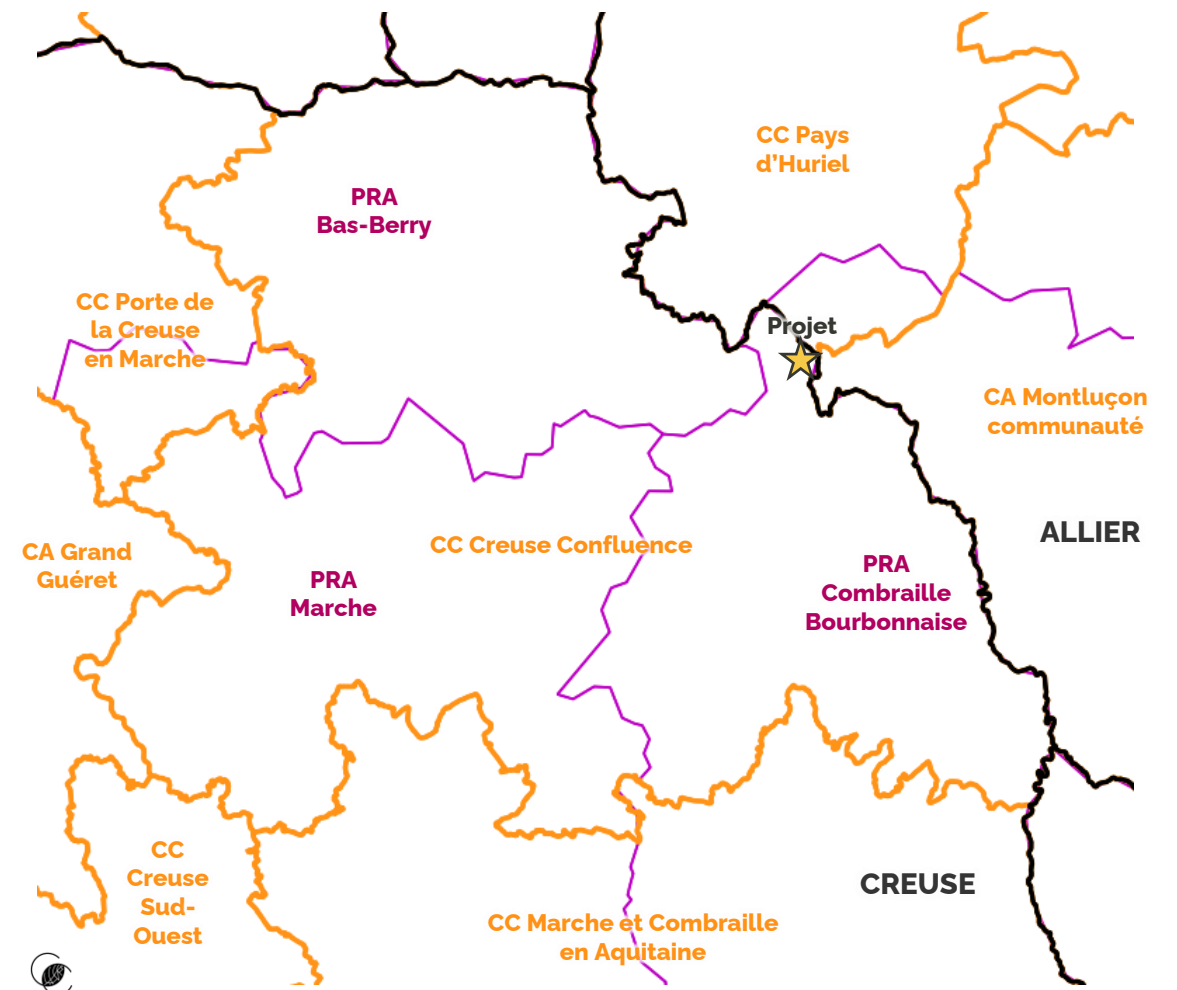 CC Pays
d'Huriel
PRA
Bas-Berry
CC Porte de
la Creuse
en Marche
Projet
CA Montluçon
communauté
ALLIER
CA Grand
Guéret
CC Creuse Confluence
PRA
Marche
PRA
Combraille
Bourbonnaise
CC
Creuse
Sud-
Ouest
CREUSE
CC Marche et Combraille
en Aquitaine